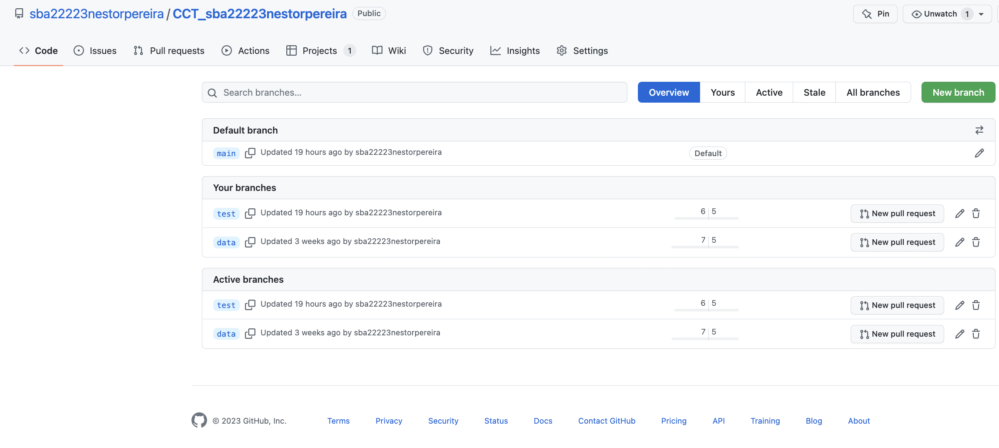 sba22223nestorpereira / CCT_sba22223nestorpereira Public Pin Unwatch 1
Code Issues Pull requests Actions Projects 1 Wiki Security Insights Settings
Search branches... Overview Yours Active Stale All branches New branch
Default branch
main Updated 19 hours ago by sba22223nestorpereira Default
Your branches
test Updated 19 hours ago by sba22223nestorpereira 6 5 New pull request
data Updated 3 weeks ago by sba22223nestorpereira 7 5 New pull request
Active branches
test Updated 19 hours ago by sba22223nestorpereira 6 5 New pull request
data Updated 3 weeks ago by sba22223nestorpereira 7 5 New pull request
© 2023 GitHub, Inc. Terms Privacy Security Status Docs Contact GitHub Pricing API Training Blog About